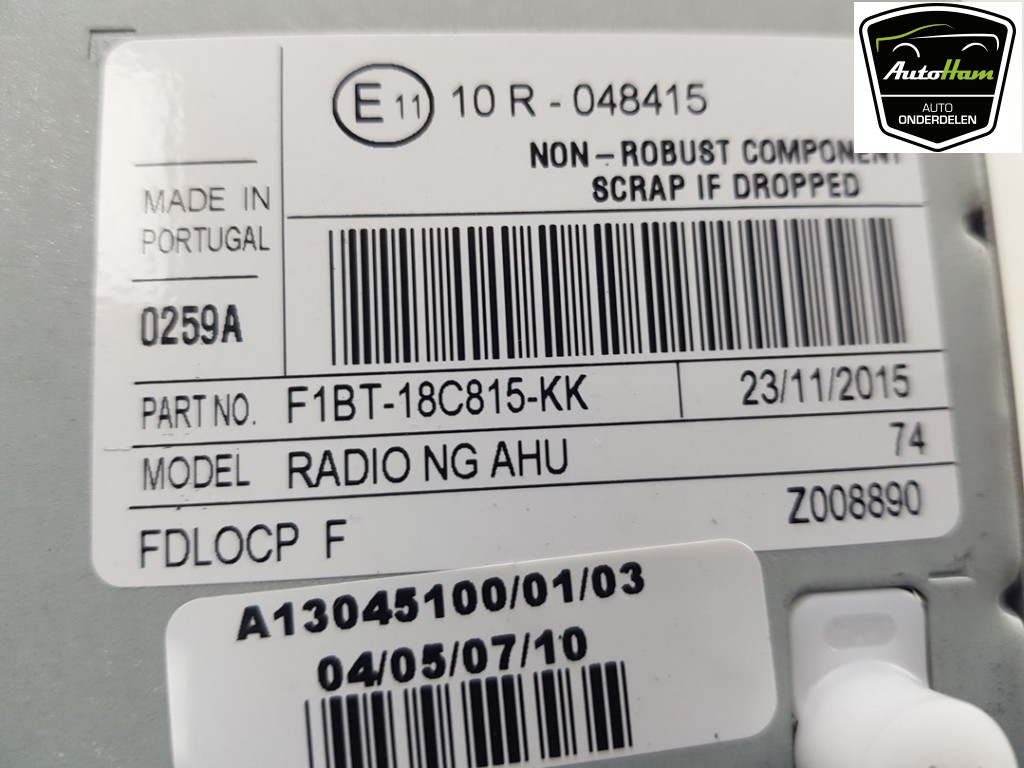 E 11 10 R - 048415
NON - ROBUST COMPONENT
SCRAP IF DROPPED
MADE IN
PORTUGAL
0259A
PART NO. F1BT-18C815-KK 23/11/2015
MODEL RADIO NG AHU 74
FDLOCP F Z008890
A13045100/01/03
04/05/07/10
AutoHam
AUTO
ONDERDELEN